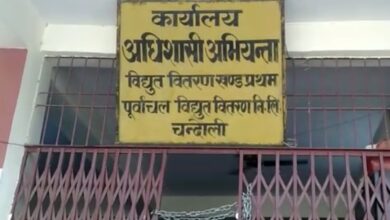 कार्यालय
अधिशासी अभियन्ता
विद्युत वितरण खण्ड प्रथम
पूर्वांचल विद्युत वितरण नि.लि.
चन्दौली